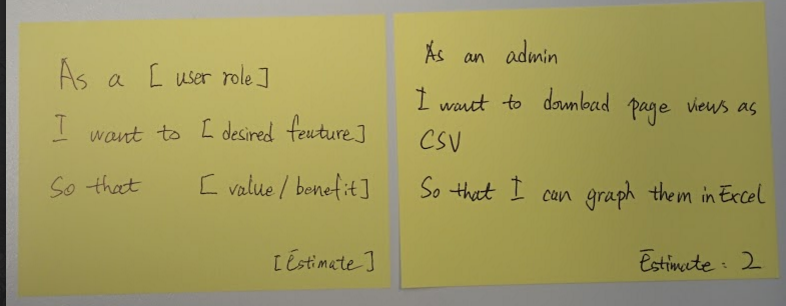 As a [user role]
I want to [desired feature]
So that [value/benefit]
[Estimate]
As an admin
I want to download page views as
CSV
So that I can graph them in Excel
Estimate: 2